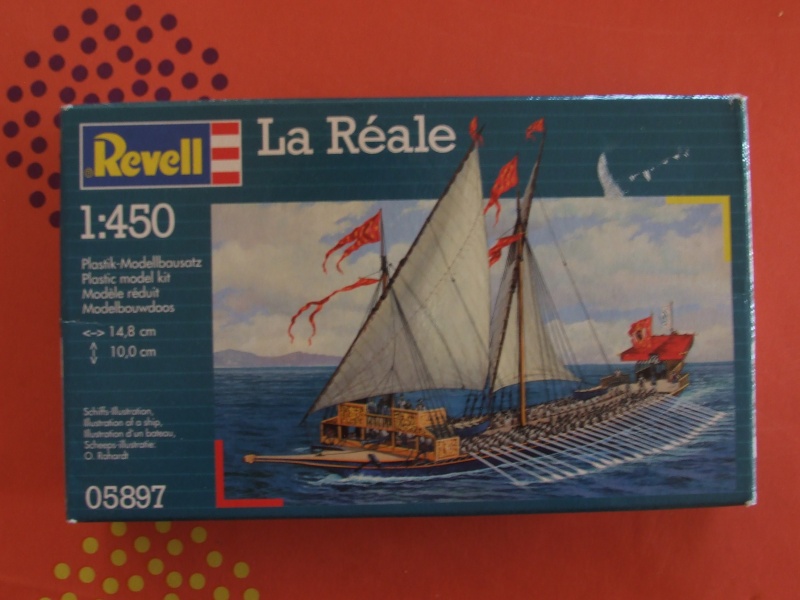 Revell
La Réale
1:450
Plastik-Modellbausatz
Plastic model kit
Modèle réduit
Modelbouwdoos
<-> 14,8 cm
10,0 cm
Schiffs-Illustration,
Illustration of a ship,
Illustration d'un bateau,
Scheeps-illustratie:
O. Rahardt
05897